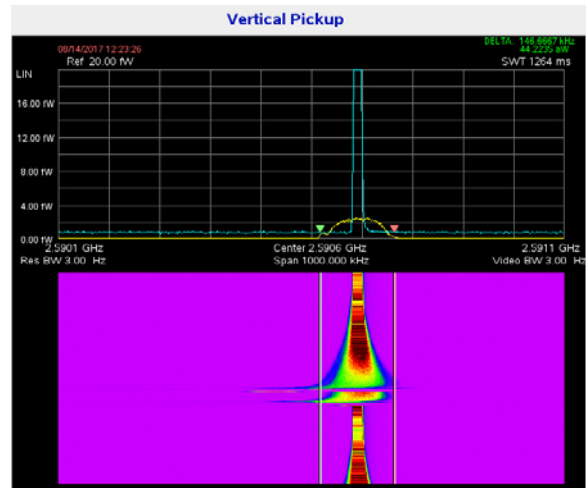 Vertical Pickup
08/14/2017 12:23:26
DELTA: 146.6667 kHz
44.2235 aW
Ref 20.00 fW
SWT 1264 ms
LIN
16.00 fW
12.00 fW
8.00 fW
4.00 fW
0.00 fW
2.5901 GHz
Center 2.5906 GHz
2.5911 GHz
Res BW 3.00 Hz
Span 1000.000 kHz
Video BW 3.00 Hz